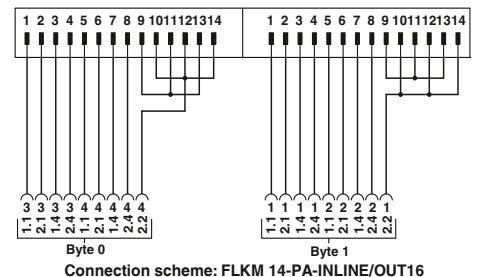 1 2 3 4 5 6 7 8 9 10 11 12 13 14
1 2 3 4 5 6 7 8 9 10 11 12 13 14
3 3 3 3 4 4 4 4 4
1.1 2.1 1.4 2.4 1.1 2.1 1.4 2.4 2.2
1 1 1 1 2 2 2 2 1
1.1 2.1 1.4 2.4 1.1 2.1 1.4 2.4 2.2
Byte 0
Byte 1
Connection scheme: FLKM 14-PA-INLINE/OUT16